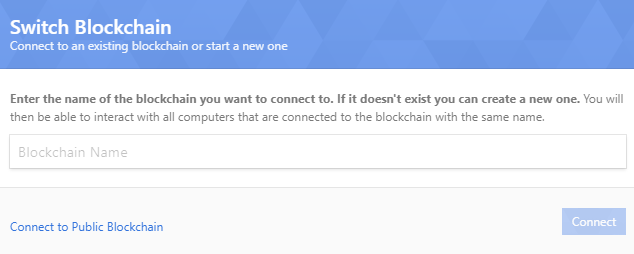 Switch Blockchain
Connect to an existing blockchain or start a new one
Enter the name of the blockchain you want to connect to. If it doesn't exist you can create a new one. You will
then be able to interact with all computers that are connected to the blockchain with the same name.
Blockchain Name
Connect to Public Blockchain
Connect